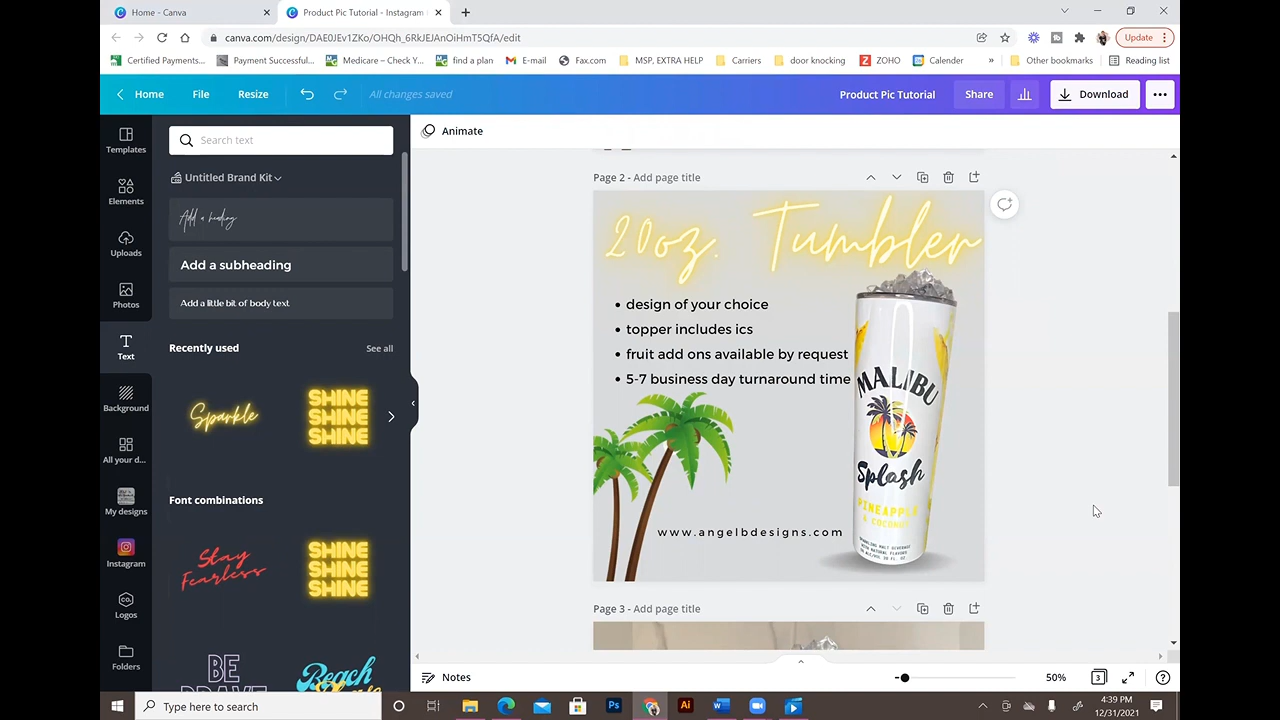 Home - Canva
Product Pic Tutorial - Instagram
canva.com/design/DAE0JEv1ZKo/OHQh_6RkJEJAnOiHmT5QfA/edit
Update
Certified Payments...
Payment Successful...
Medicare – Check Y...
find a plan
E-mail
Fax.com
MSP, EXTRA HELP
Carriers
door knocking
ZOHO
Calender
»
Other bookmarks
Reading list
Home
File
Resize
All changes saved
Product Pic Tutorial
Share
Download
Templates
Elements
Uploads
Photos
Text
Background
All your d...
My designs
Instagram
Logos
Folders
Search text
Untitled Brand Kit
Add a heading
Add a subheading
Add a little bit of body text
Recently used
See all
Sparkle
SHINE
SHINE
SHINE
Font combinations
Stay
Fearless
SHINE
SHINE
SHINE
BE
Beach
Animate
Page 2 - Add page title
20oz. Tumbler
• design of your choice
• topper includes ics
• fruit add ons available by request
• 5-7 business day turnaround time
MALIBU
Splash
PINEAPPLE
& COCONUT
www.angelbdesigns.com
Page 3 - Add page title
Notes
50%
3
Type here to search
Ps
Ai
4:39 PM
12/31/2021